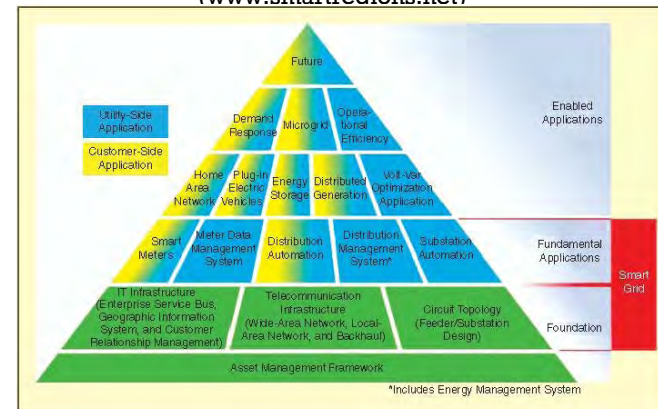 (www.smartregions.net)
Future
Utility-Side
Application
Customer-Side
Application
Demand
Response
Microgrid
Opera-
tional
Efficiency
Enabled
Applications
Home
Area
Network
Plug-in
Electric
Vehicles
Energy
Storage
Distributed
Generation
Volt-Var
Optimization
Application
Smart
Meters
Meter Data
Management
System
Distribution
Automation
Distribution
Management
System*
Substation
Automation
Fundamental
Applications
Smart
Grid
IT Infrastructure
(Enterprise Service Bus,
Geographic Information
System, and Customer
Relationship Management)
Telecommunication
Infrastructure
(Wide-Area Network, Local-
Area Network, and Backhaul)
Circuit Topology
(Feeder/Substation
Design)
Foundation
Asset Management Framework
*Includes Energy Management System